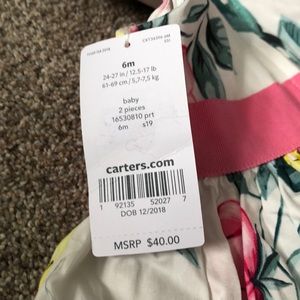 6m
24-27 in / 12.5-17 lb
61-69 cm / 5,7-7,5 kg
baby
2 pieces
16530810 prt
6m s19
carters.com
1 92135 52027 7
DOB 12/2018
MSRP $40.00